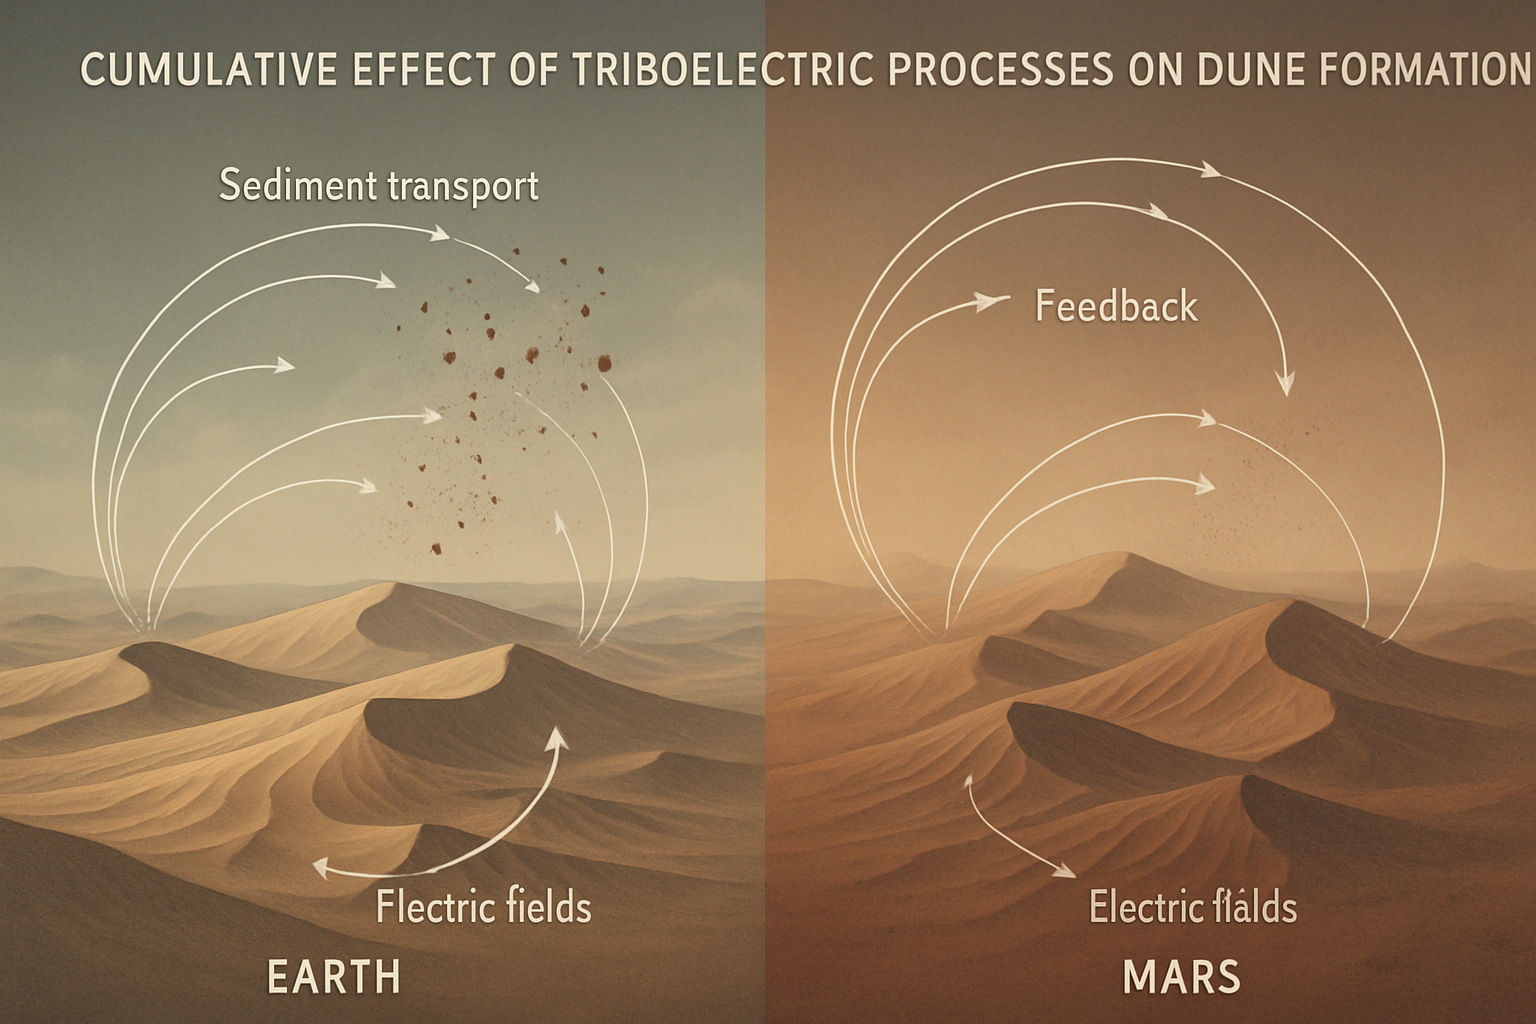 CUMULATIVE EFFECT OF TRIBOELECTRIC PROCESSES ON DUNE FORMATION
Sediment transport
Feedback
Flectric fields
Electric flálds
EARTH
MARS